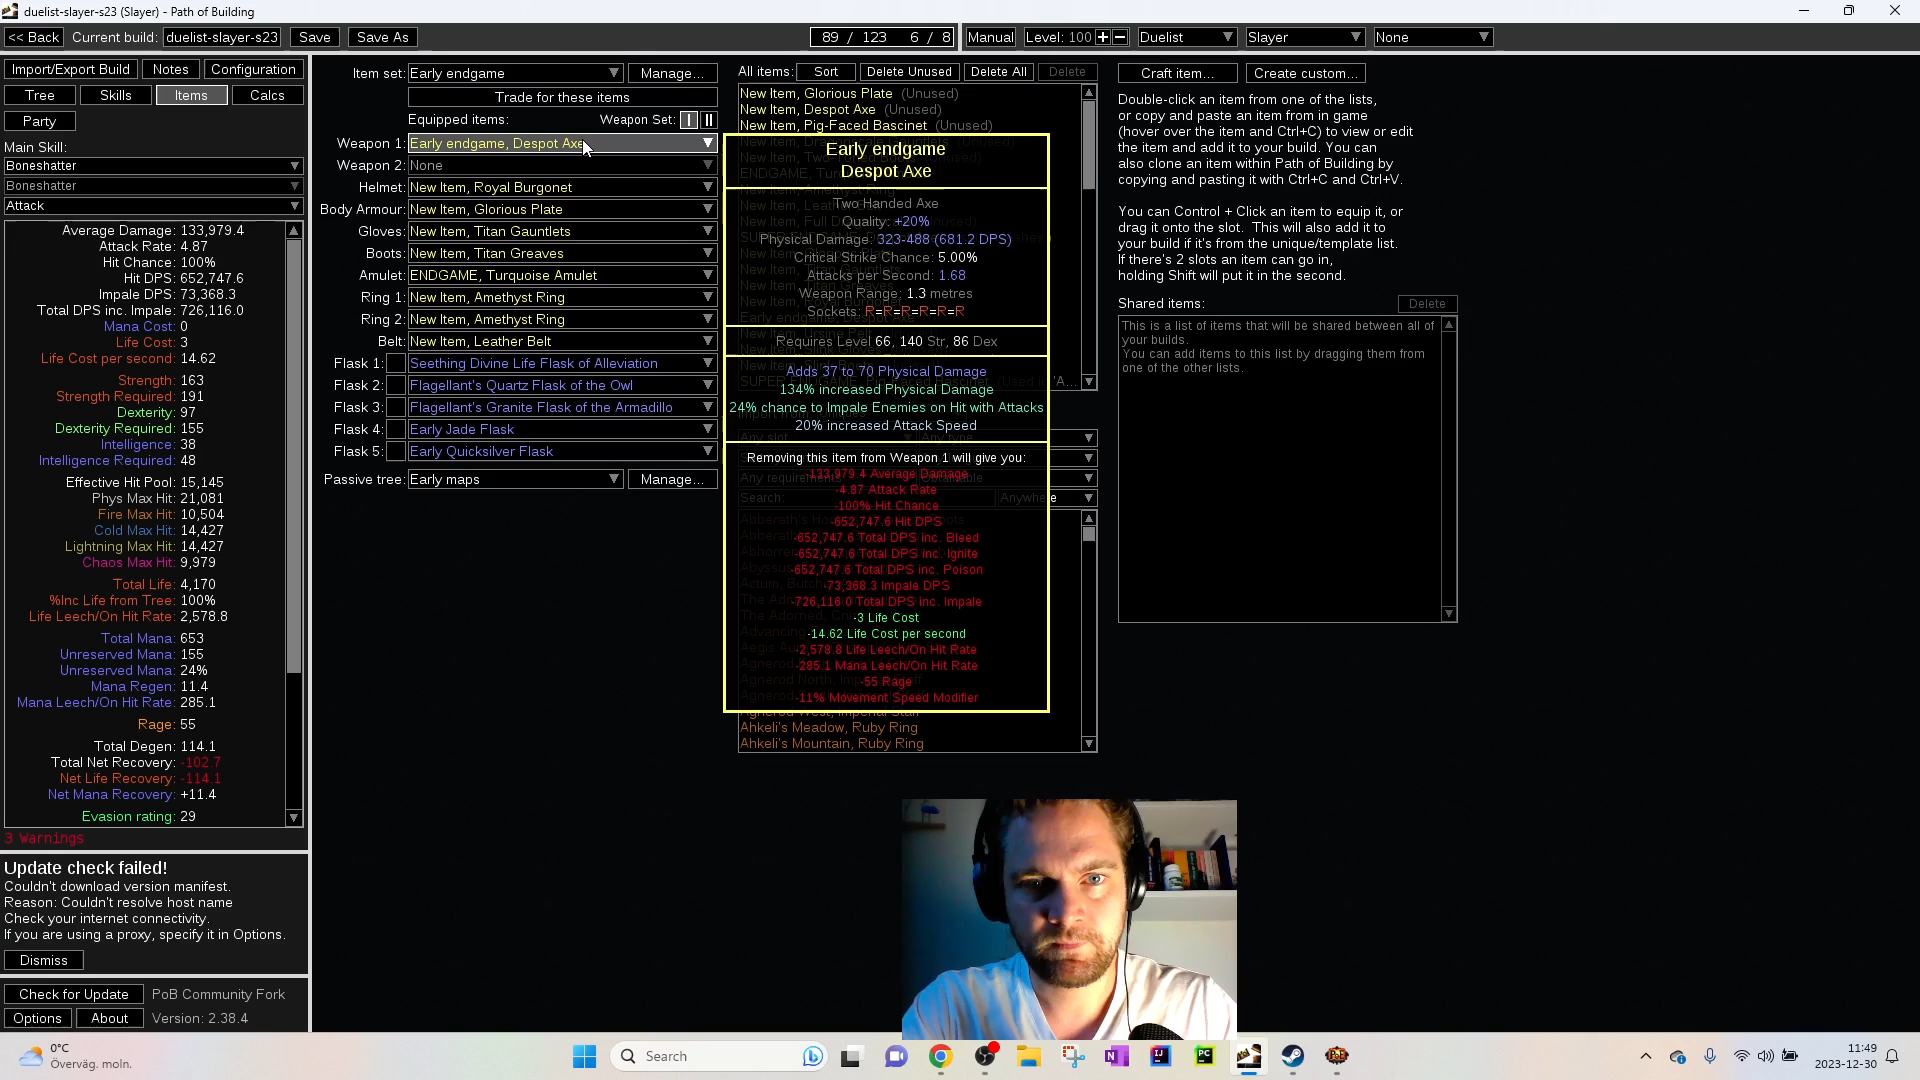 duelist-slayer-s23 (Slayer) - Path of Building
<< Back Current build: duelist-slayer-s23 Save Save As
89 / 123 6 / 8 Manual Level: 100 + - Duelist Slayer None
Import/Export Build Notes Configuration
Tree Skills Items Calcs
Party
Main Skill:
Boneshatter
Boneshatter
Attack
Average Damage: 133,979.4
Attack Rate: 4.87
Hit Chance: 100%
Hit DPS: 652,747.6
Impale DPS: 73,368.3
Total DPS inc. Impale: 726,116.0
Mana Cost: 0
Life Cost: 3
Life Cost per second: 14.62
Strength: 163
Strength Required: 191
Dexterity: 97
Dexterity Required: 155
Intelligence: 38
Intelligence Required: 48
Effective Hit Pool: 15,145
Phys Max Hit: 21,081
Fire Max Hit: 10,504
Cold Max Hit: 14,427
Lightning Max Hit: 14,427
Chaos Max Hit: 9,979
Total Life: 4,170
%Inc Life from Tree: 100%
Life Leech/On Hit Rate: 2,578.8
Total Mana: 653
Unreserved Mana: 155
Unreserved Mana: 24%
Mana Regen: 11.4
Mana Leech/On Hit Rate: 285.1
Rage: 55
Total Degen: 114.1
Total Net Recovery: -102.7
Net Life Recovery: -114.1
Net Mana Recovery: +11.4
Evasion rating: 29
3 Warnings
Update check failed!
Couldn't download version manifest.
Reason: Couldn't resolve host name
Check your internet connectivity.
If you are using a proxy, specify it in Options.
Dismiss
Check for Update PoB Community Fork
Options About Version: 2.38.4
Item set: Early endgame Manage...
Trade for these items
Equipped items: Weapon Set: I II
Weapon 1: Early endgame, Despot Axe
Weapon 2: None
Helmet: New Item, Royal Burgonet
Body Armour: New Item, Glorious Plate
Gloves: New Item, Titan Gauntlets
Boots: New Item, Titan Greaves
Amulet: ENDGAME, Turquoise Amulet
Ring 1: New Item, Amethyst Ring
Ring 2: New Item, Amethyst Ring
Belt: New Item, Leather Belt
Flask 1: Seething Divine Life Flask of Alleviation
Flask 2: Flagellant's Quartz Flask of the Owl
Flask 3: Flagellant's Granite Flask of the Armadillo
Flask 4: Early Jade Flask
Flask 5: Early Quicksilver Flask
Passive tree: Early maps Manage...
All items: Sort Delete Unused Delete All Delete
New Item, Glorious Plate (Unused)
New Item, Despot Axe (Unused)
New Item, Pig-Faced Bascinet (Unused)
Early endgame
Despot Axe
Two Handed Axe
Quality: +20%
Physical Damage: 323-488 (681.2 DPS)
Critical Strike Chance: 5.00%
Attacks per Second: 1.68
Weapon Range: 1.3 metres
Sockets: R=R=R=R=R=R
Requires Level 66, 140 Str, 86 Dex
Adds 37 to 70 Physical Damage
134% increased Physical Damage
24% chance to Impale Enemies on Hit with Attacks
20% increased Attack Speed
Removing this item from Weapon 1 will give you:
-133,979.4 Average Damage
-4.87 Attack Rate
-100% Hit Chance
-652,747.6 Hit DPS
-652,747.6 Total DPS inc. Bleed
-652,747.6 Total DPS inc. Ignite
-652,747.6 Total DPS inc. Poison
-73,368.3 Impale DPS
-726,116.0 Total DPS inc. Impale
-3 Life Cost
-14.62 Life Cost per second
-2,578.8 Life Leech/On Hit Rate
-285.1 Mana Leech/On Hit Rate
-55 Rage
-11% Movement Speed Modifier
Agnerod West, Imperial Staff
Ahkeli's Meadow, Ruby Ring
Ahkeli's Mountain, Ruby Ring
Craft item... Create custom...
Double-click an item from one of the lists,
or copy and paste an item from in game
(hover over the item and Ctrl+C) to view or edit
the item and add it to your build. You can
also clone an item within Path of Building by
copying and pasting it with Ctrl+C and Ctrl+V.
You can Control + Click an item to equip it, or
drag it onto the slot. This will also add it to
your build if it's from the unique/template list.
If there's 2 slots an item can go in,
holding Shift will put it in the second.
Shared items: Delete
This is a list of items that will be shared between all of
your builds.
You can add items to this list by dragging them from
one of the other lists.
0°C
Överväg. moln.
Search
11:49
2023-12-30